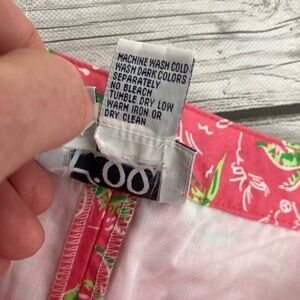 MACHINE WASH COLD
WASH DARK COLORS
SEPARATELY
NO BLEACH
TUMBLE DRY LOW
WARM IRON OR
DRY CLEAN